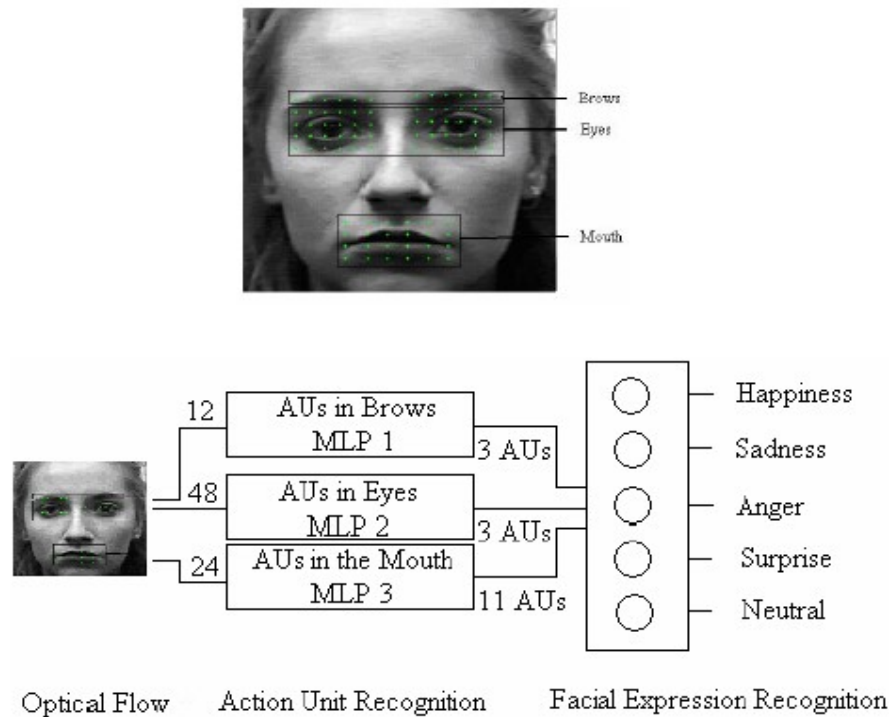 Brows
Eyes
Mouth
12
AUs in Brows
MLP 1
3 AUs
48
AUs in Eyes
MLP 2
3 AUs
24
AUs in the Mouth
MLP 3
11 AUs
Happiness
Sadness
Anger
Surprise
Neutral
Optical Flow
Action Unit Recognition
Facial Expression Recognition